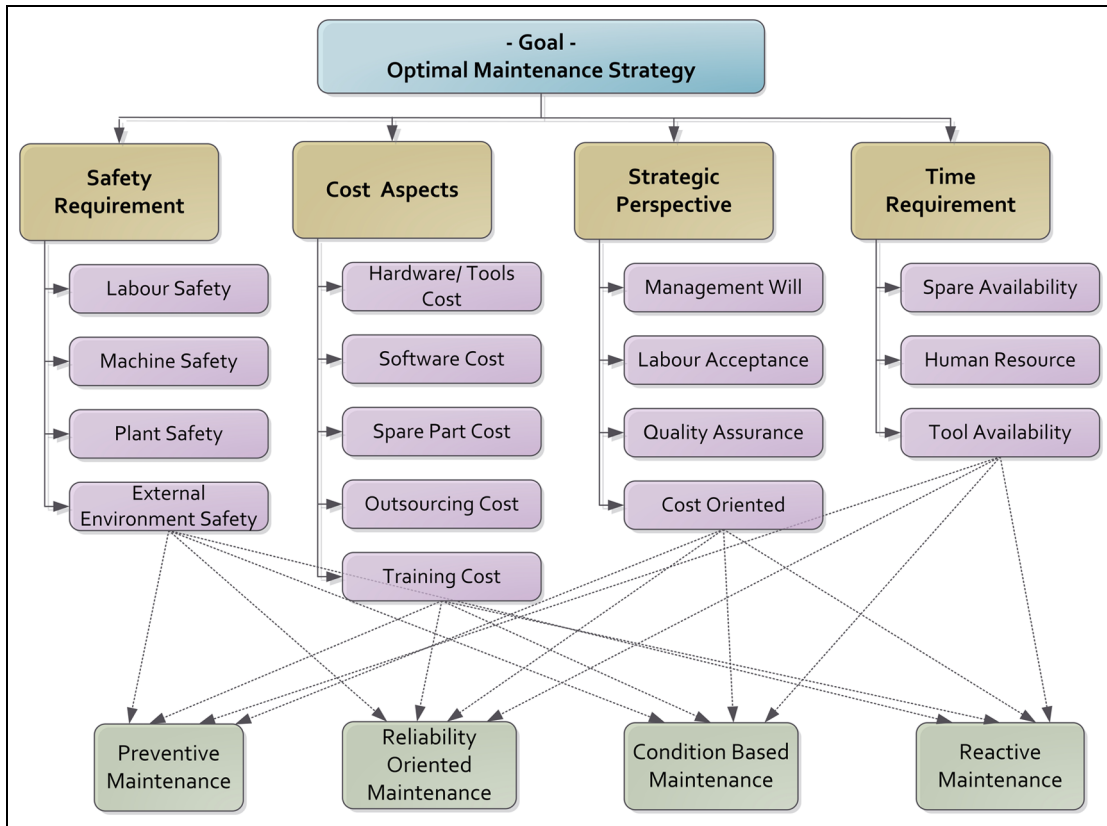 - Goal -
Optimal Maintenance Strategy
Safety
Requirement
Cost Aspects
Strategic
Perspective
Time
Requirement
Labour Safety
Machine Safety
Plant Safety
External
Environment Safety
Hardware/ Tools
Cost
Software Cost
Spare Part Cost
Outsourcing Cost
Training Cost
Management Will
Labour Acceptance
Quality Assurance
Cost Oriented
Spare Availability
Human Resource
Tool Availability
Preventive
Maintenance
Reliability
Oriented
Maintenance
Condition Based
Maintenance
Reactive
Maintenance